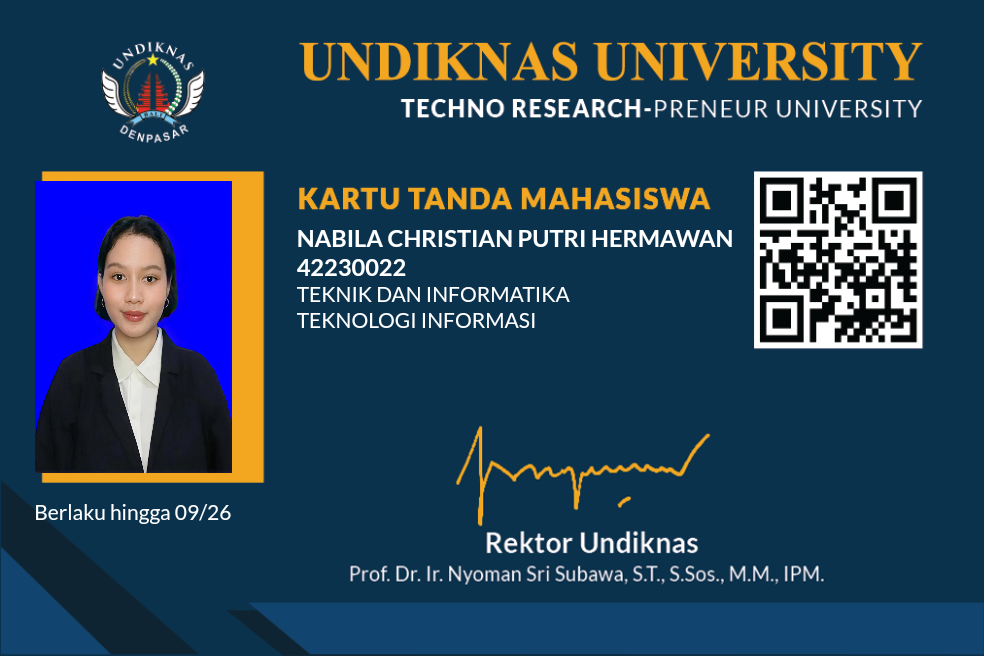 UNDIKNAS
DENPASAR
UNDIKNAS UNIVERSITY
TECHNO RESEARCH-PRENEUR UNIVERSITY
KARTU TANDA MAHASISWA
NABILA CHRISTIAN PUTRI HERMAWAN
42230022
TEKNIK DAN INFORMATIKA
TEKNOLOGI INFORMASI
Berlaku hingga 09/26
Rektor Undiknas
Prof. Dr. Ir. Nyoman Sri Subawa, S.T., S.Sos., M.M., IPM.